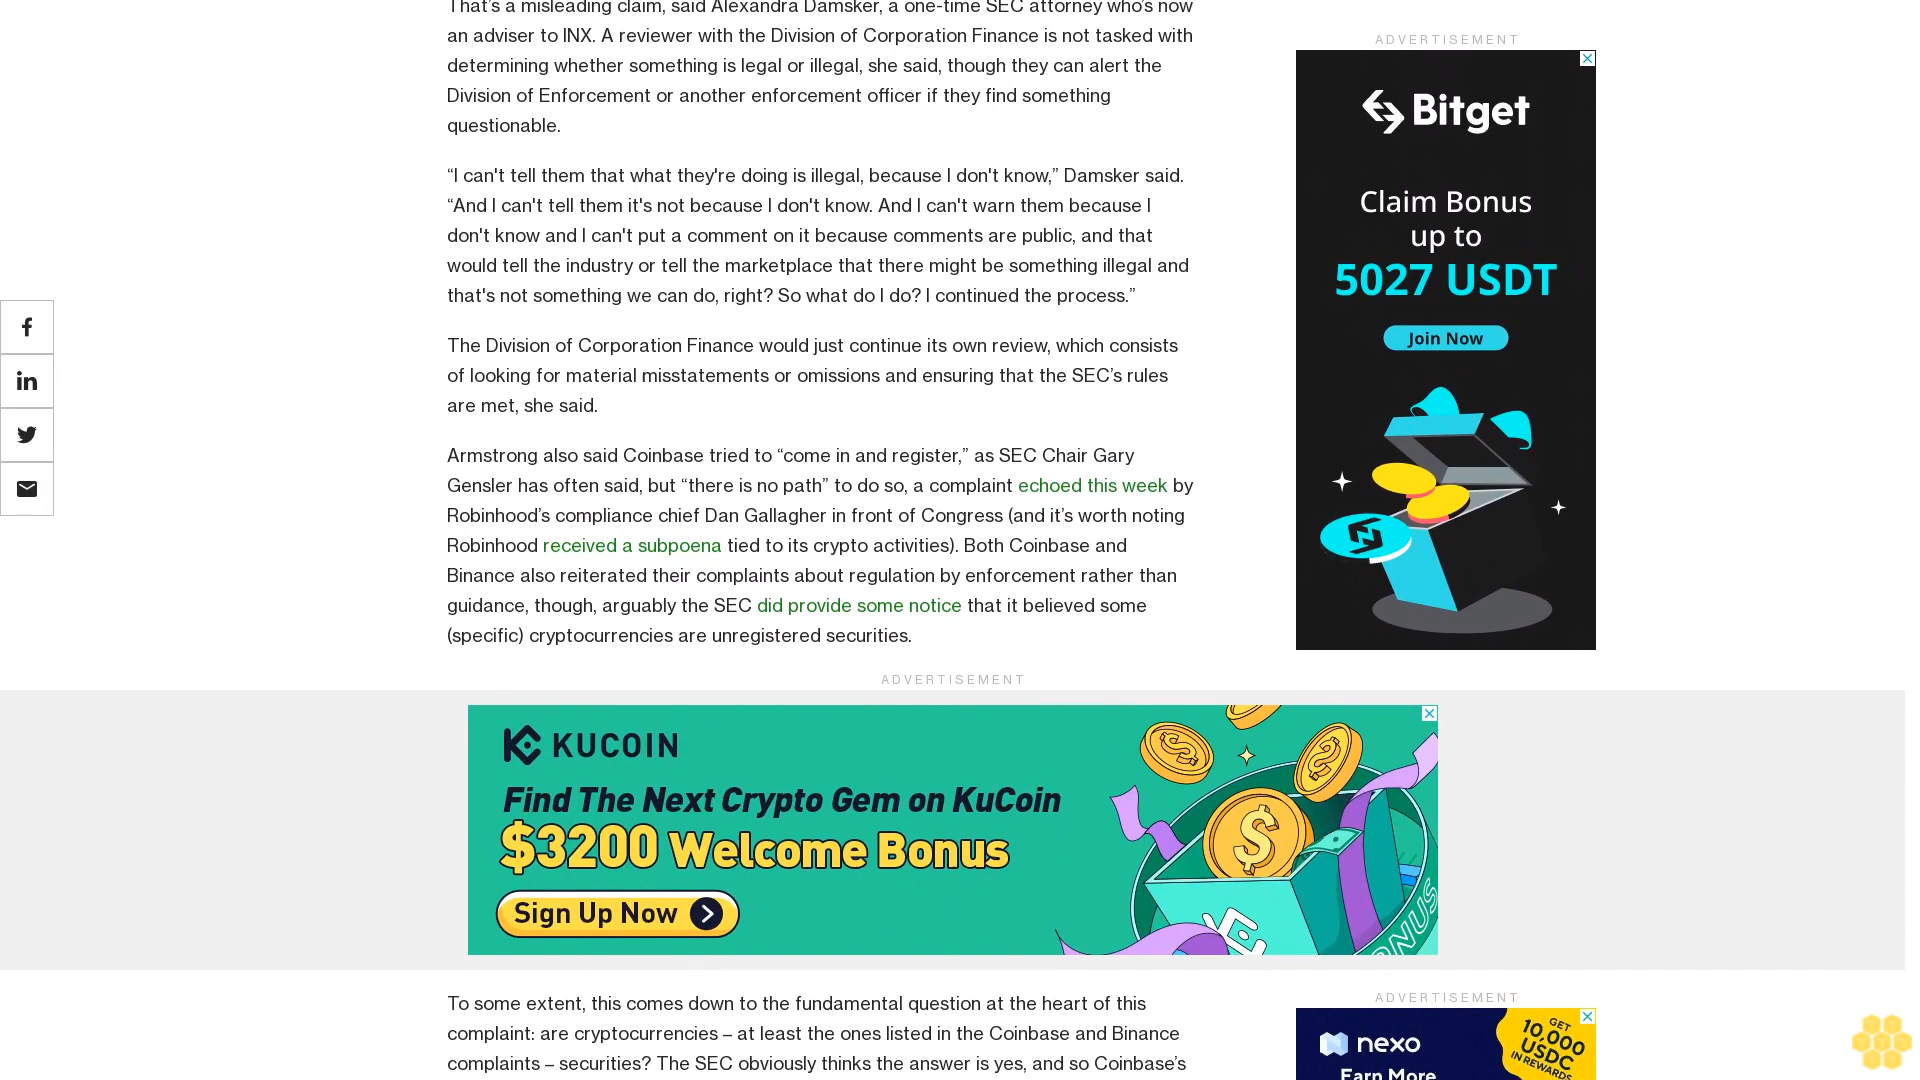 That's a misleading claim, said Alexandra Damsker, a one-time SEC attorney who's now
an adviser to INX. A reviewer with the Division of Corporation Finance is not tasked with
determining whether something is legal or illegal, she said, though they can alert the
Division of Enforcement or another enforcement officer if they find something
questionable.
“I can't tell them that what they're doing is illegal, because I don't know,” Damsker said.
“And I can't tell them it's not because I don't know. And I can't warn them because I
don't know and I can't put a comment on it because comments are public, and that
would tell the industry or tell the marketplace that there might be something illegal and
that's not something we can do, right? So what do I do? I continued the process.”
The Division of Corporation Finance would just continue its own review, which consists
of looking for material misstatements or omissions and ensuring that the SEC’s rules
are met, she said.
Armstrong also said Coinbase tried to “come in and register,” as SEC Chair Gary
Gensler has often said, but “there is no path” to do so, a complaint echoed this week by
Robinhood’s compliance chief Dan Gallagher in front of Congress (and it’s worth noting
Robinhood received a subpoena tied to its crypto activities). Both Coinbase and
Binance also reiterated their complaints about regulation by enforcement rather than
guidance, though, arguably the SEC did provide some notice that it believed some
(specific) cryptocurrencies are unregistered securities.
ADVERTISEMENT
Bitget
Claim Bonus
up to
5027 USDT
Join Now
ADVERTISEMENT
KUCOIN
Find The Next Crypto Gem on KuCoin
$3200 Welcome Bonus
Sign Up Now
To some extent, this comes down to the fundamental question at the heart of this
complaint: are cryptocurrencies – at least the ones listed in the Coinbase and Binance
complaints – securities? The SEC obviously thinks the answer is yes, and so Coinbase’s
ADVERTISEMENT
nexo
GET
10,000
USDC
IN REWARDS
Earn More